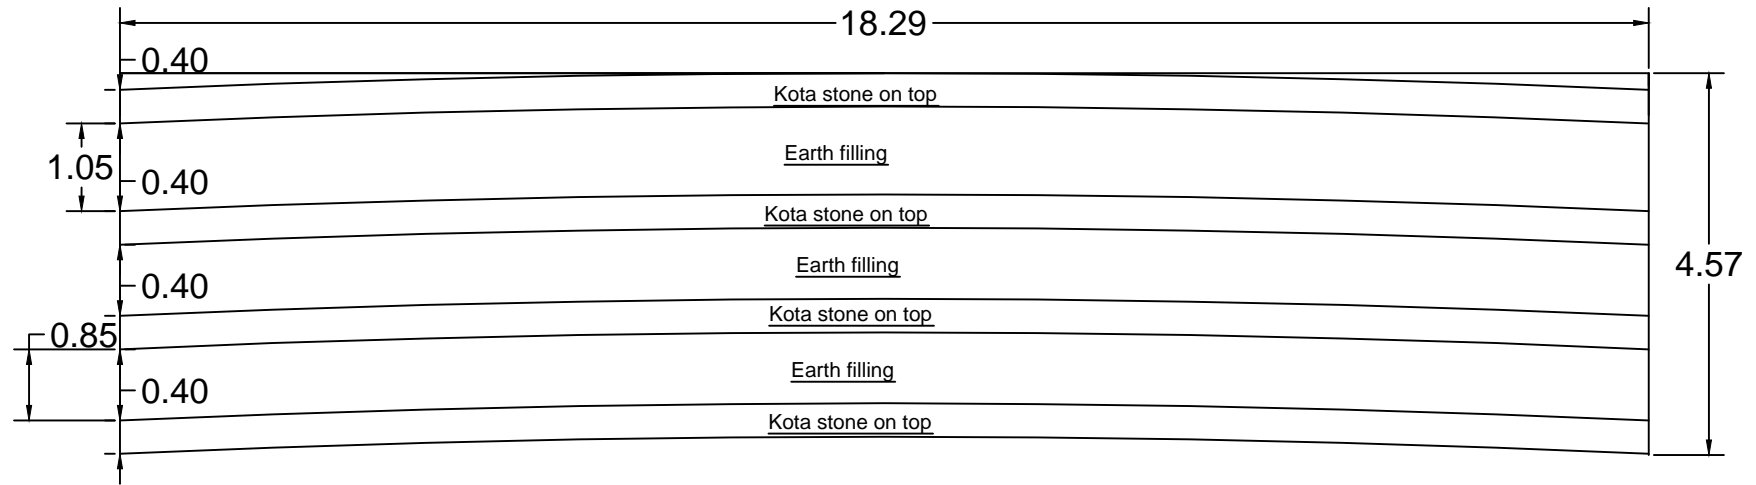 18.29
0.40
Kota stone on top
Earth filling
1.05
0.40
Kota stone on top
Earth filling
4.57
0.40
Kota stone on top
0.85
Earth filling
0.40
Kota stone on top